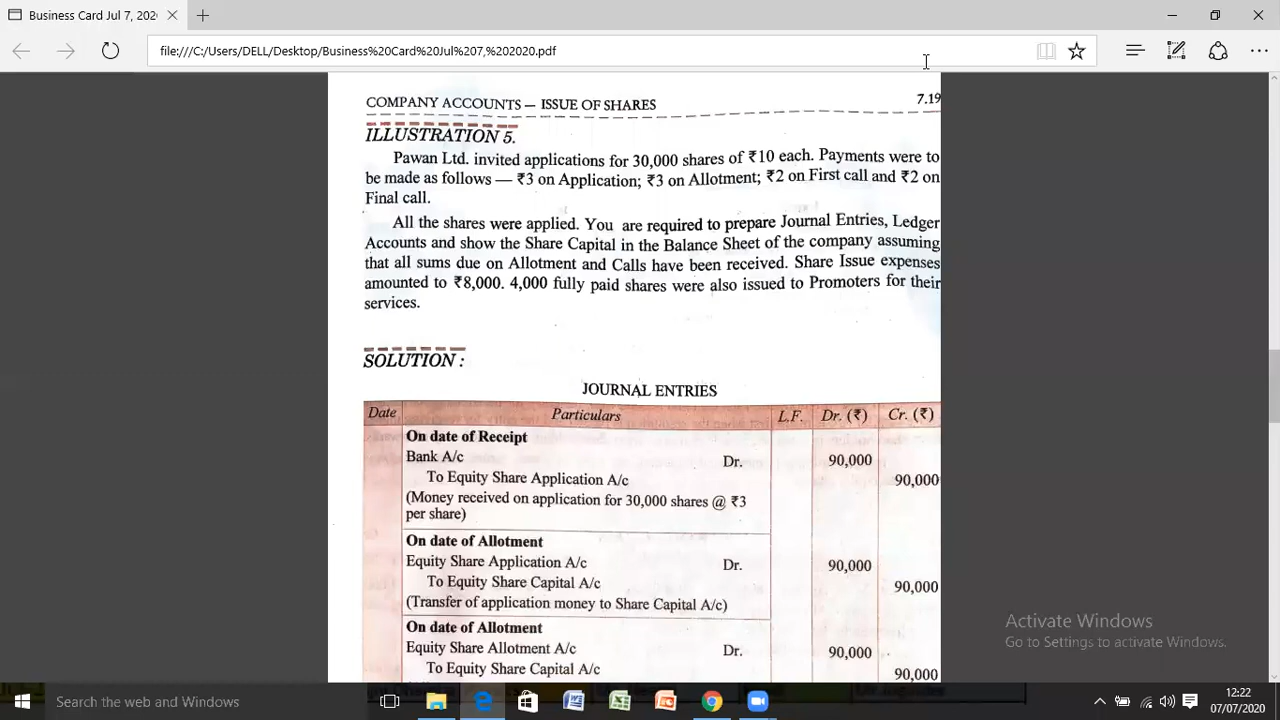 Business Card Jul 7, 202
file:///C:/Users/DELL/Desktop/Business%20Card%20Jul%207,%202020.pdf
COMPANY ACCOUNTS — ISSUE OF SHARES 7.19
ILLUSTRATION 5.
Pawan Ltd. invited applications for 30,000 shares of ₹10 each. Payments were to
be made as follows — ₹3 on Application; ₹3 on Allotment; ₹2 on First call and ₹2 on
Final call.
All the shares were applied. You are required to prepare Journal Entries, Ledger
Accounts and show the Share Capital in the Balance Sheet of the company assuming
that all sums due on Allotment and Calls have been received. Share Issue expenses
amounted to ₹8,000. 4,000 fully paid shares were also issued to Promoters for their
services.
SOLUTION :
JOURNAL ENTRIES
Date Particulars L.F. Dr. (₹) Cr. (₹)
On date of Receipt
Bank A/c Dr. 90,000
To Equity Share Application A/c 90,000
(Money received on application for 30,000 shares @ ₹3
per share)
On date of Allotment
Equity Share Application A/c Dr. 90,000
To Equity Share Capital A/c 90,000
(Transfer of application money to Share Capital A/c)
On date of Allotment
Equity Share Allotment A/c Dr. 90,000
To Equity Share Capital A/c 90,000
Activate Windows
Go to Settings to activate Windows.
Search the web and Windows
12:22
07/07/2020